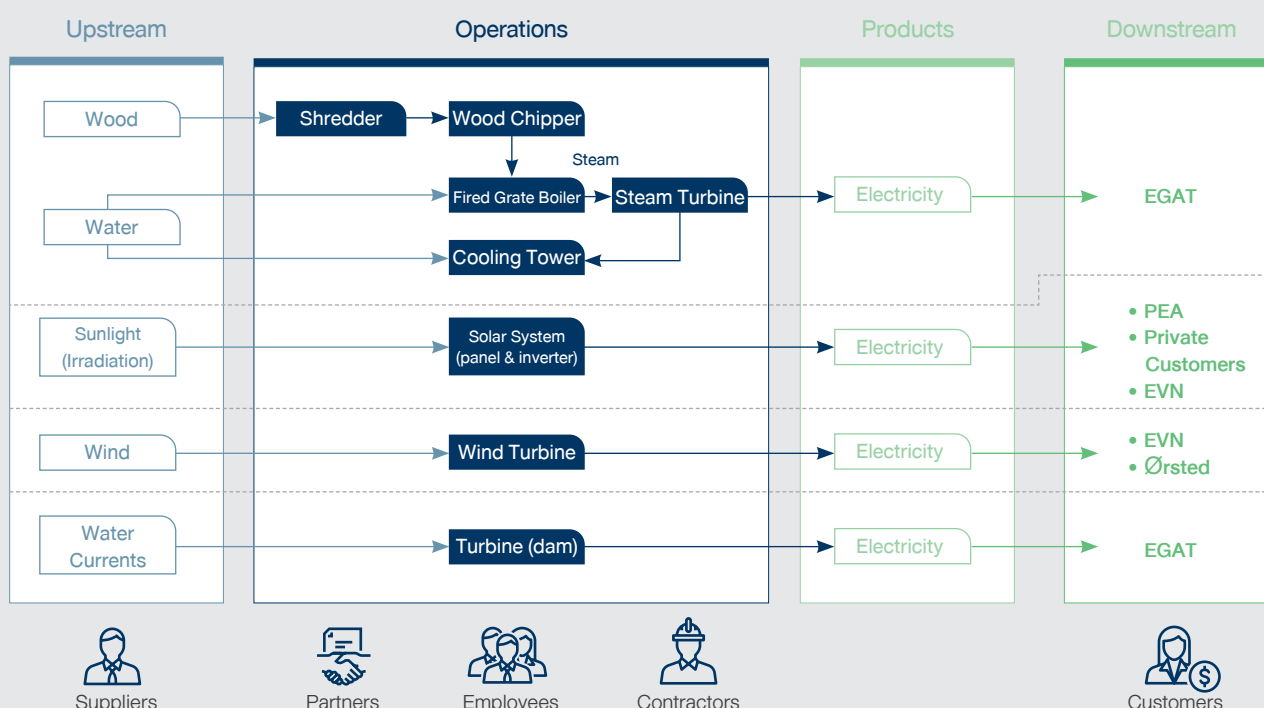 Upstream
Operations
Products
Downstream
Wood
Shredder
Wood Chipper
Steam
Water
Fired Grate Boiler
Steam Turbine
Electricity
EGAT
Cooling Tower
Sunlight
(Irradiation)
Solar System
(panel & inverter)
Electricity
• PEA
• Private
Customers
• EVN
Wind
Wind Turbine
Electricity
• EVN
• Ørsted
Water
Currents
Turbine (dam)
Electricity
EGAT
Suppliers
Partners
Employees
Contractors
$
Customers